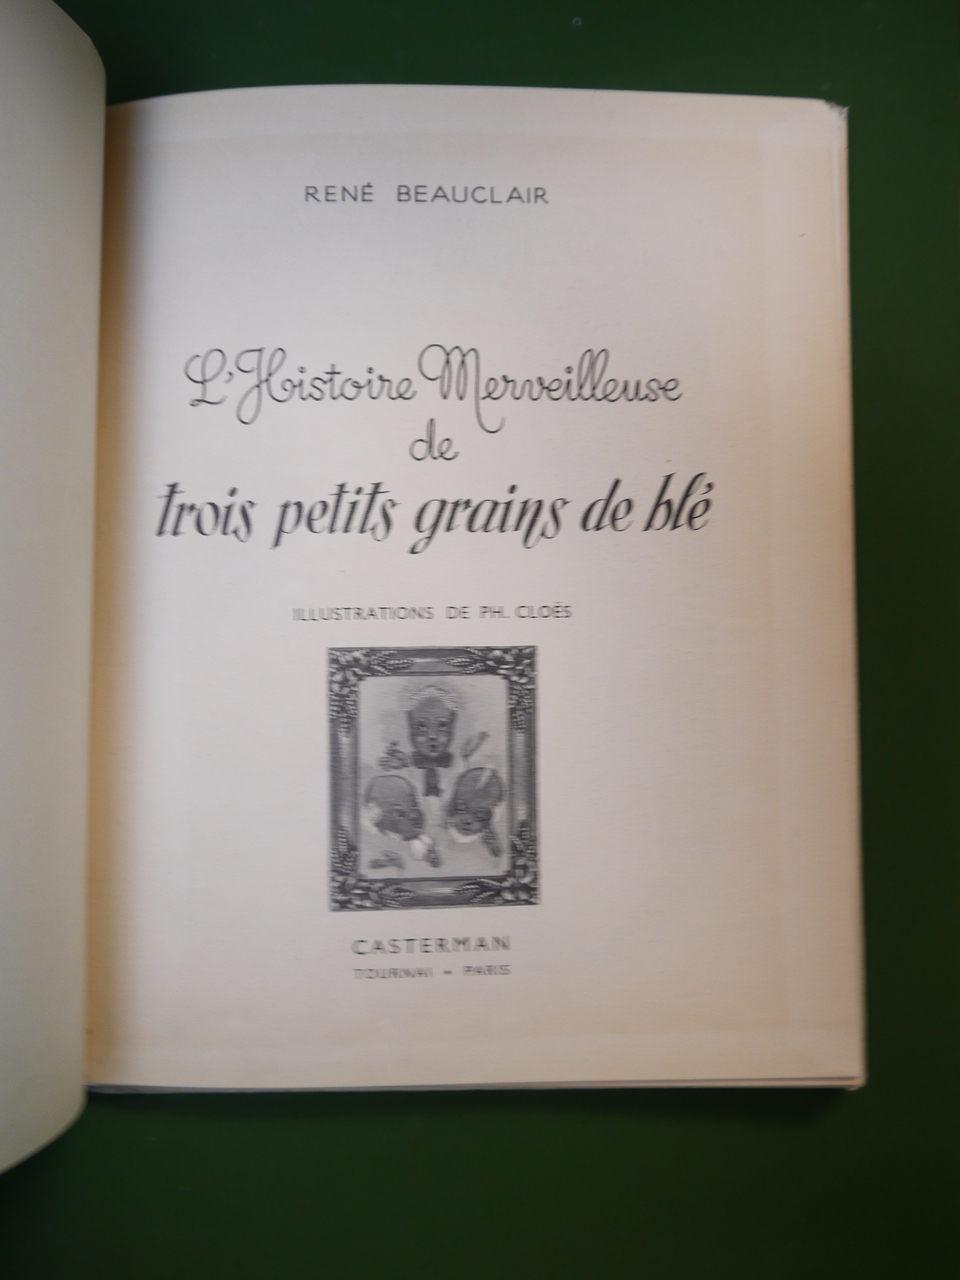 RENÉ BEAUCLAIR
L'Histoire Merveilleuse
de
trois petits grains de blé
ILLUSTRATIONS DE PH. CLOËS
CASTERMAN
TOURNAI - PARIS